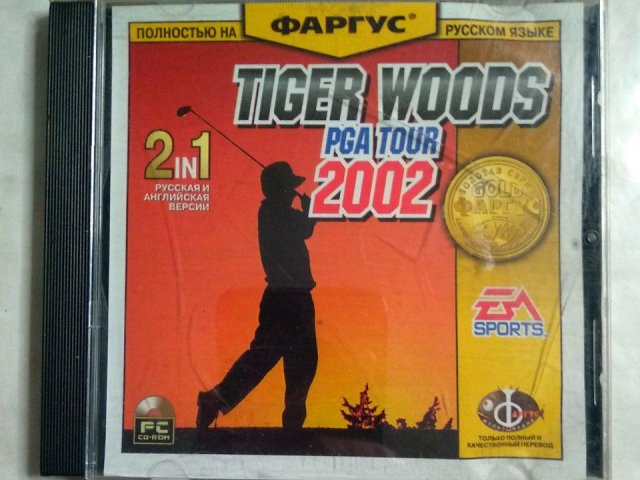 ПОЛНОСТЬЮ НА ФАРГУС® РУССКОМ ЯЗЫКЕ
TIGER WOODS
PGA TOUR
2002
2 IN 1
РУССКАЯ И
АНГЛИЙСКАЯ
ВЕРСИИ
GOLD
EA
SPORTS
PC
CD-ROM
ТОЛЬКО ПОЛНЫЙ И
КАЧЕСТВЕННЫЙ ПЕРЕВОД